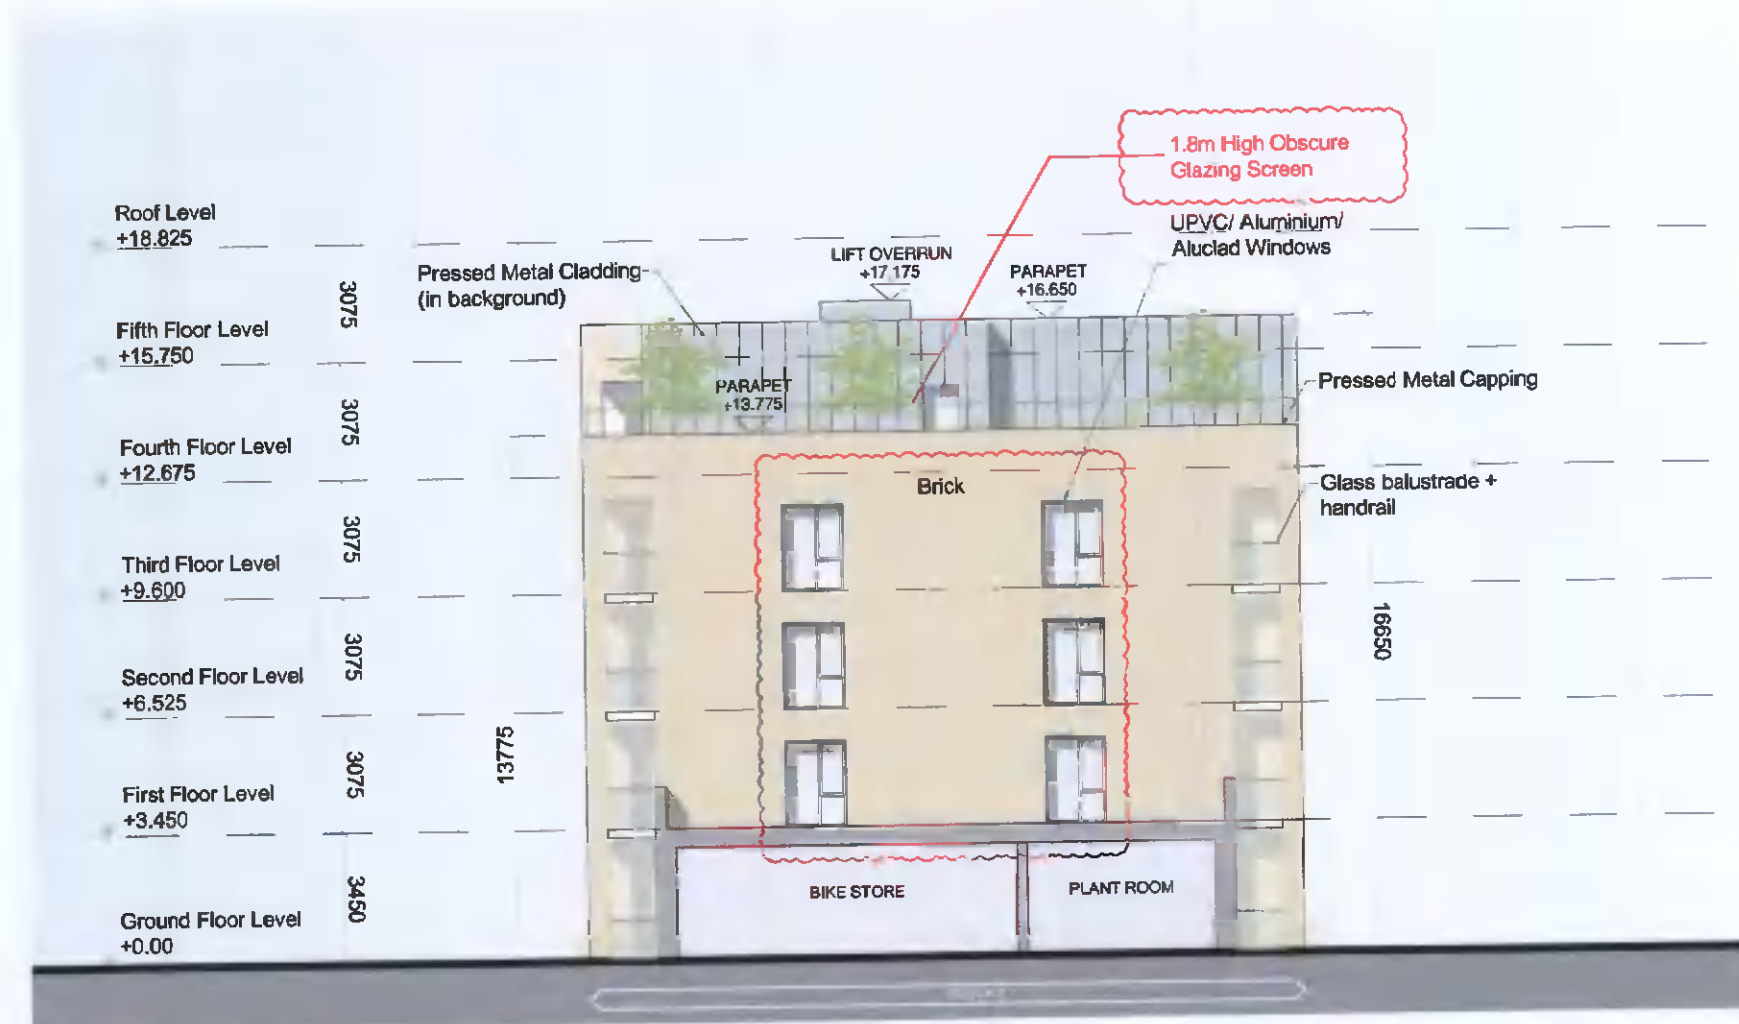 1.8m High Obscure
Glazing Screen
UPVC/ Aluminium/
Aluclad Windows
Roof Level
+18.825
LIFT OVERRUN
+17.175
PARAPET
+16.650
Pressed Metal Cladding
(in background)
3075
Fifth Floor Level
+15.750
PARAPET
+13.775
Pressed Metal Capping
3075
Fourth Floor Level
+12.675
Brick
Glass balustrade +
handrail
3075
Third Floor Level
+9.600
16650
3075
Second Floor Level
+6.525
13775
3075
First Floor Level
+3.450
BIKE STORE
PLANT ROOM
3450
Ground Floor Level
+0.00